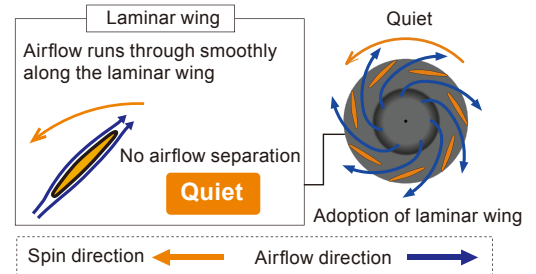 Laminar wing
Airflow runs through smoothly
along the laminar wing
No airflow separation
Quiet
Quiet
Adoption of laminar wing
Spin direction
Airflow direction